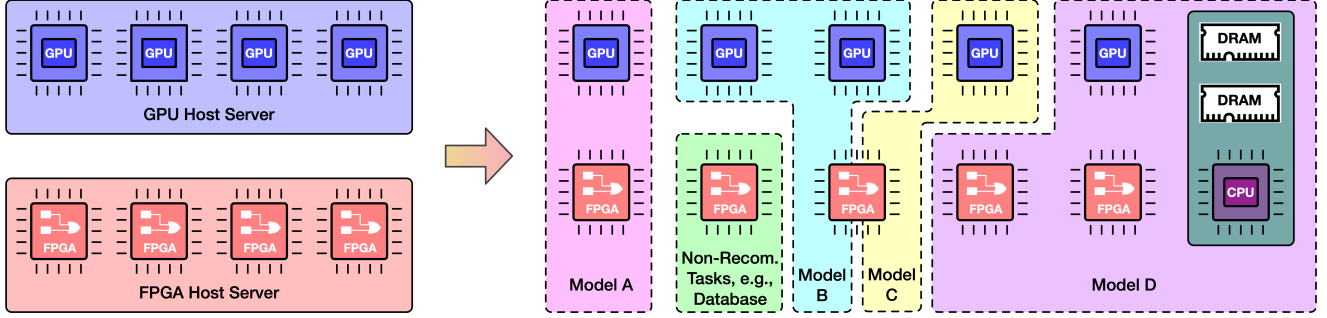 GPU GPU GPU GPU
GPU Host Server
FPGA FPGA FPGA FPGA
FPGA Host Server
GPU GPU GPU GPU GPU
DRAM
DRAM
FPGA FPGA FPGA FPGA FPGA
CPU
Model A
Non-Recom.
Tasks, e.g.,
Database
Model
B
Model
C
Model D